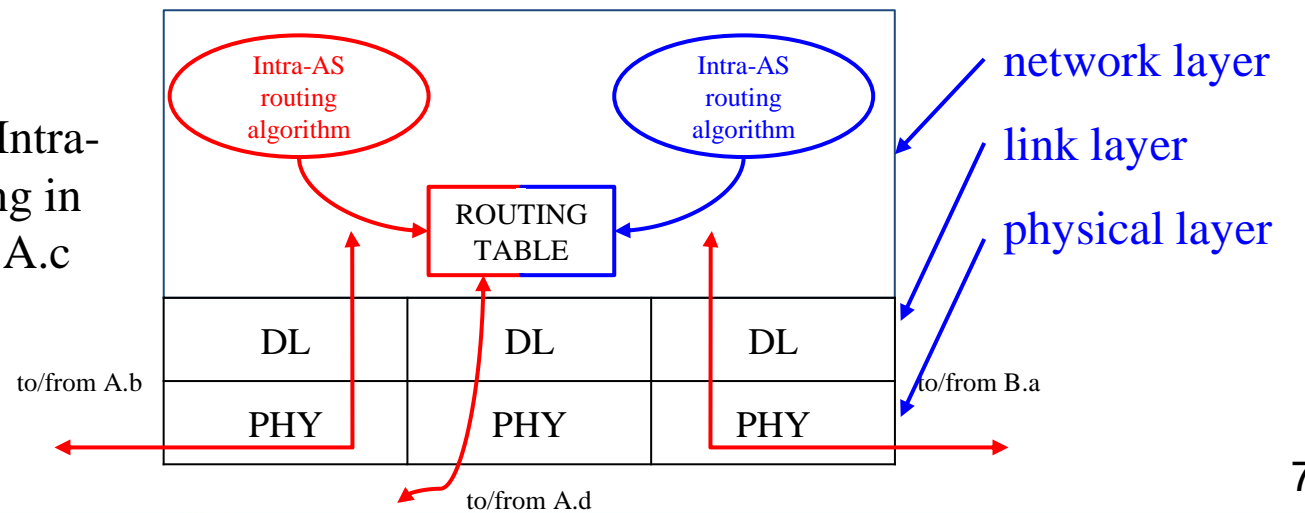 Intra-AS
routing
algorithm
Intra-AS
routing
algorithm
network layer
Intra-
ng in
A.c
link layer
ROUTING
TABLE
physical layer
DL
DL
DL
to/from A.b
to/from B.a
PHY
PHY
PHY
to/from A.d
7